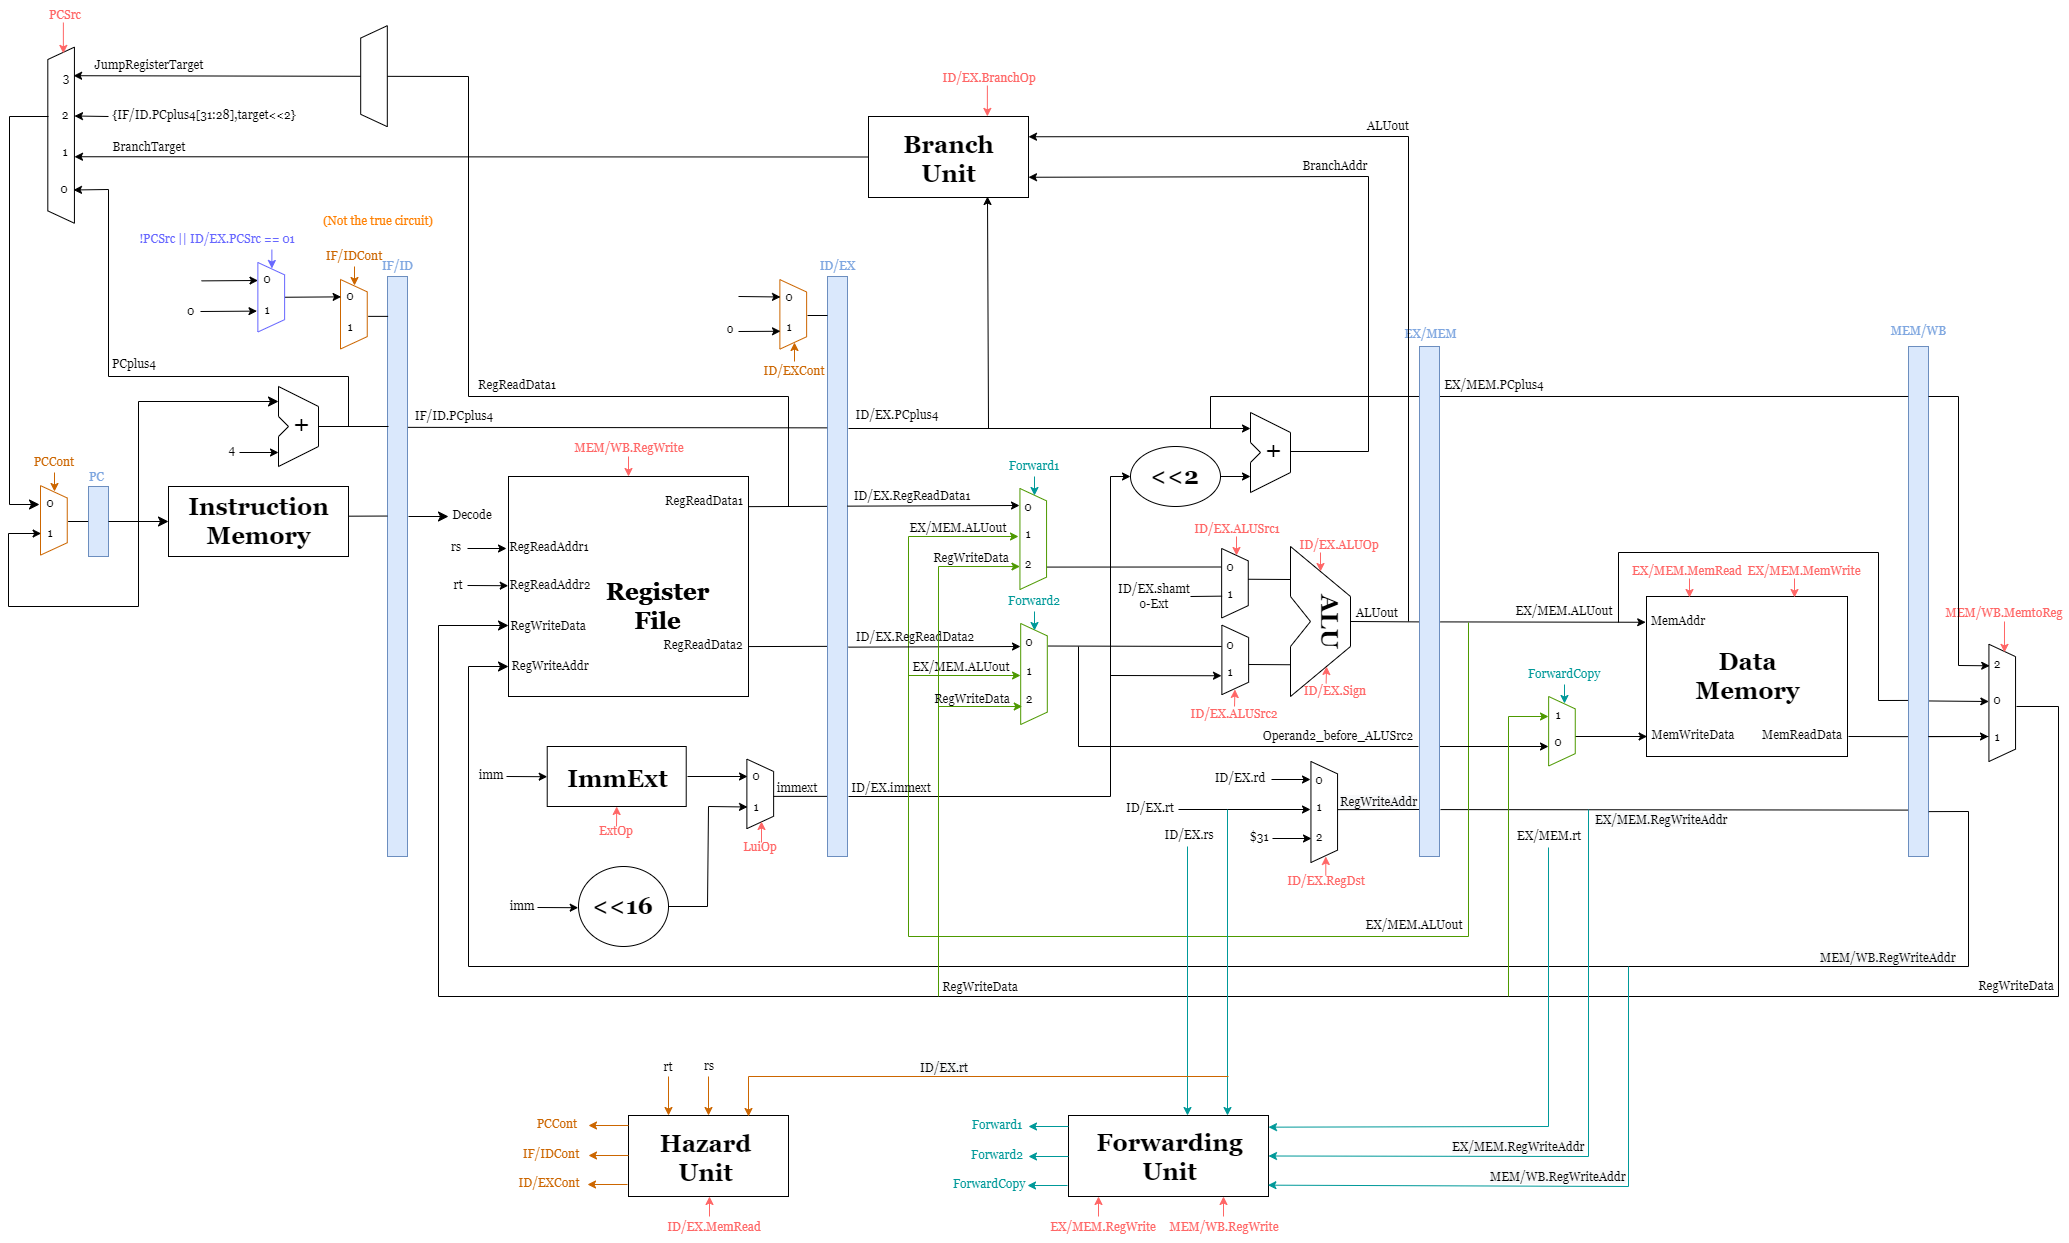 PCSrc
JumpRegisterTarget
3
2
{IF/ID.PCplus4[31:28],target<<2}
1
BranchTarget
0
ID/EX.BranchOp
Branch
Unit
ALUout
BranchAddr
(Not the true circuit)
!PCSrc || ID/EX.PCSrc == 01
IF/IDCont
IF/ID
0
0
1
0
1
ID/EX
0
0
1
ID/EXCont
EX/MEM
MEM/WB
PCplus4
RegReadData1
EX/MEM.PCplus4
+
4
IF/ID.PCplus4
ID/EX.PCplus4
+
<<2
PCCont
PC
0
1
Instruction
Memory
Decode
MEM/WB.RegWrite
RegReadData1
rs
RegReadAddr1
rt
RegReadAddr2
Register
File
RegWriteData
RegReadData2
RegWriteAddr
Forward1
ID/EX.RegReadData1
0
EX/MEM.ALUout
1
RegWriteData
2
Forward2
ID/EX.RegReadData2
0
EX/MEM.ALUout
1
RegWriteData
2
ID/EX.ALUSrc1
0
ID/EX.shamt
0-Ext
1
0
1
ID/EX.ALUSrc2
ID/EX.ALUOp
ALU
ID/EX.Sign
ALUout
EX/MEM.ALUout
EX/MEM.MemRead
EX/MEM.MemWrite
MemAddr
Data
Memory
MemWriteData
MemReadData
MEM/WB.MemtoReg
2
0
1
ForwardCopy
1
0
Operand2_before_ALUSrc2
imm
ImmExt
ExtOp
0
1
immext
LuiOp
ID/EX.immext
imm
<<16
ID/EX.rd
0
ID/EX.rt
1
RegWriteAddr
ID/EX.rs
$31
2
ID/EX.RegDst
EX/MEM.RegWriteAddr
EX/MEM.rt
EX/MEM.ALUout
MEM/WB.RegWriteAddr
RegWriteData
RegWriteData
rt
rs
ID/EX.rt
PCCont
IF/IDCont
ID/EXCont
Hazard
Unit
ID/EX.MemRead
Forward1
Forward2
ForwardCopy
Forwarding
Unit
EX/MEM.RegWriteAddr
MEM/WB.RegWriteAddr
EX/MEM.RegWrite
MEM/WB.RegWrite